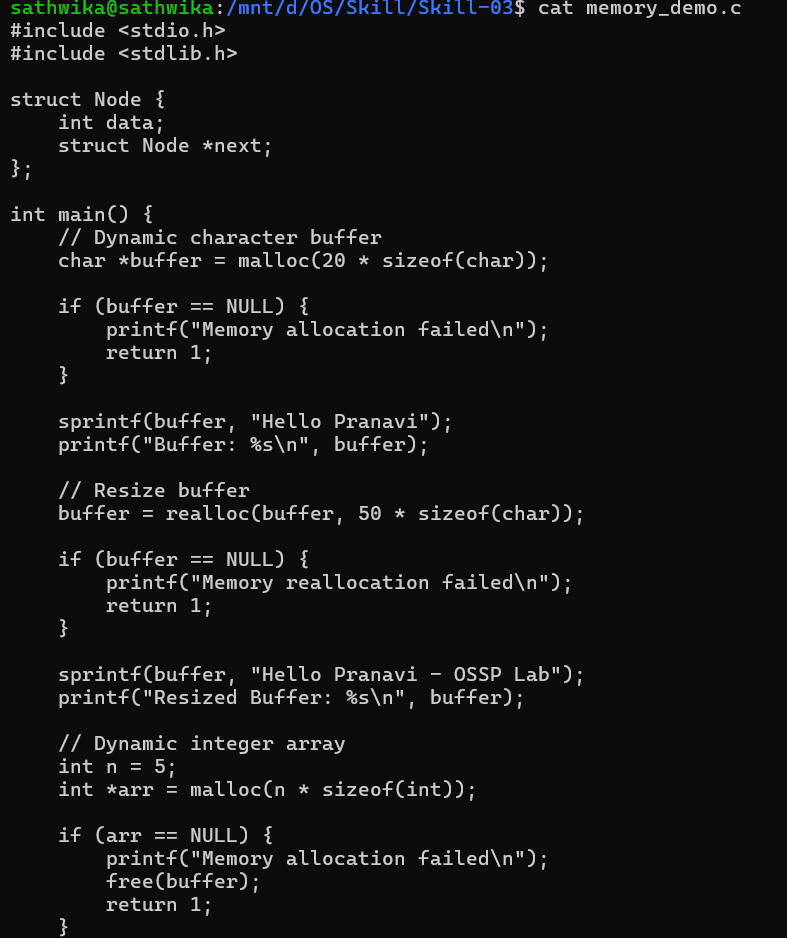 sathwika@sathwika:/mnt/d/OS/Skill/Skill-03$ cat memory_demo.c
#include <stdio.h>
#include <stdlib.h>

struct Node {
    int data;
    struct Node *next;
};

int main() {
    // Dynamic character buffer
    char *buffer = malloc(20 * sizeof(char));

    if (buffer == NULL) {
        printf("Memory allocation failed\n");
        return 1;
    }

    sprintf(buffer, "Hello Pranavi");
    printf("Buffer: %s\n", buffer);

    // Resize buffer
    buffer = realloc(buffer, 50 * sizeof(char));

    if (buffer == NULL) {
        printf("Memory reallocation failed\n");
        return 1;
    }

    sprintf(buffer, "Hello Pranavi - OSSP Lab");
    printf("Resized Buffer: %s\n", buffer);

    // Dynamic integer array
    int n = 5;
    int *arr = malloc(n * sizeof(int));

    if (arr == NULL) {
        printf("Memory allocation failed\n");
        free(buffer);
        return 1;
    }